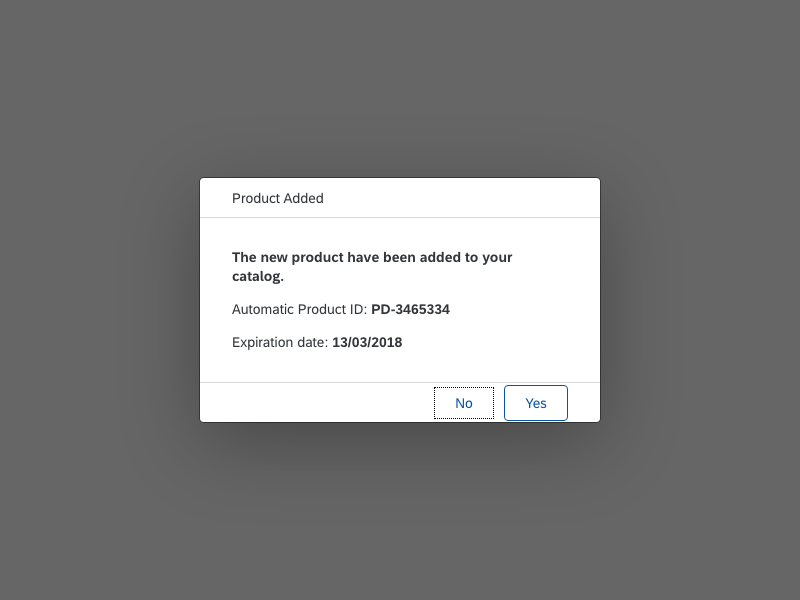 Product Added
The new product have been added to your
catalog.
Automatic Product ID: PD-3465334
Expiration date: 13/03/2018
No
Yes